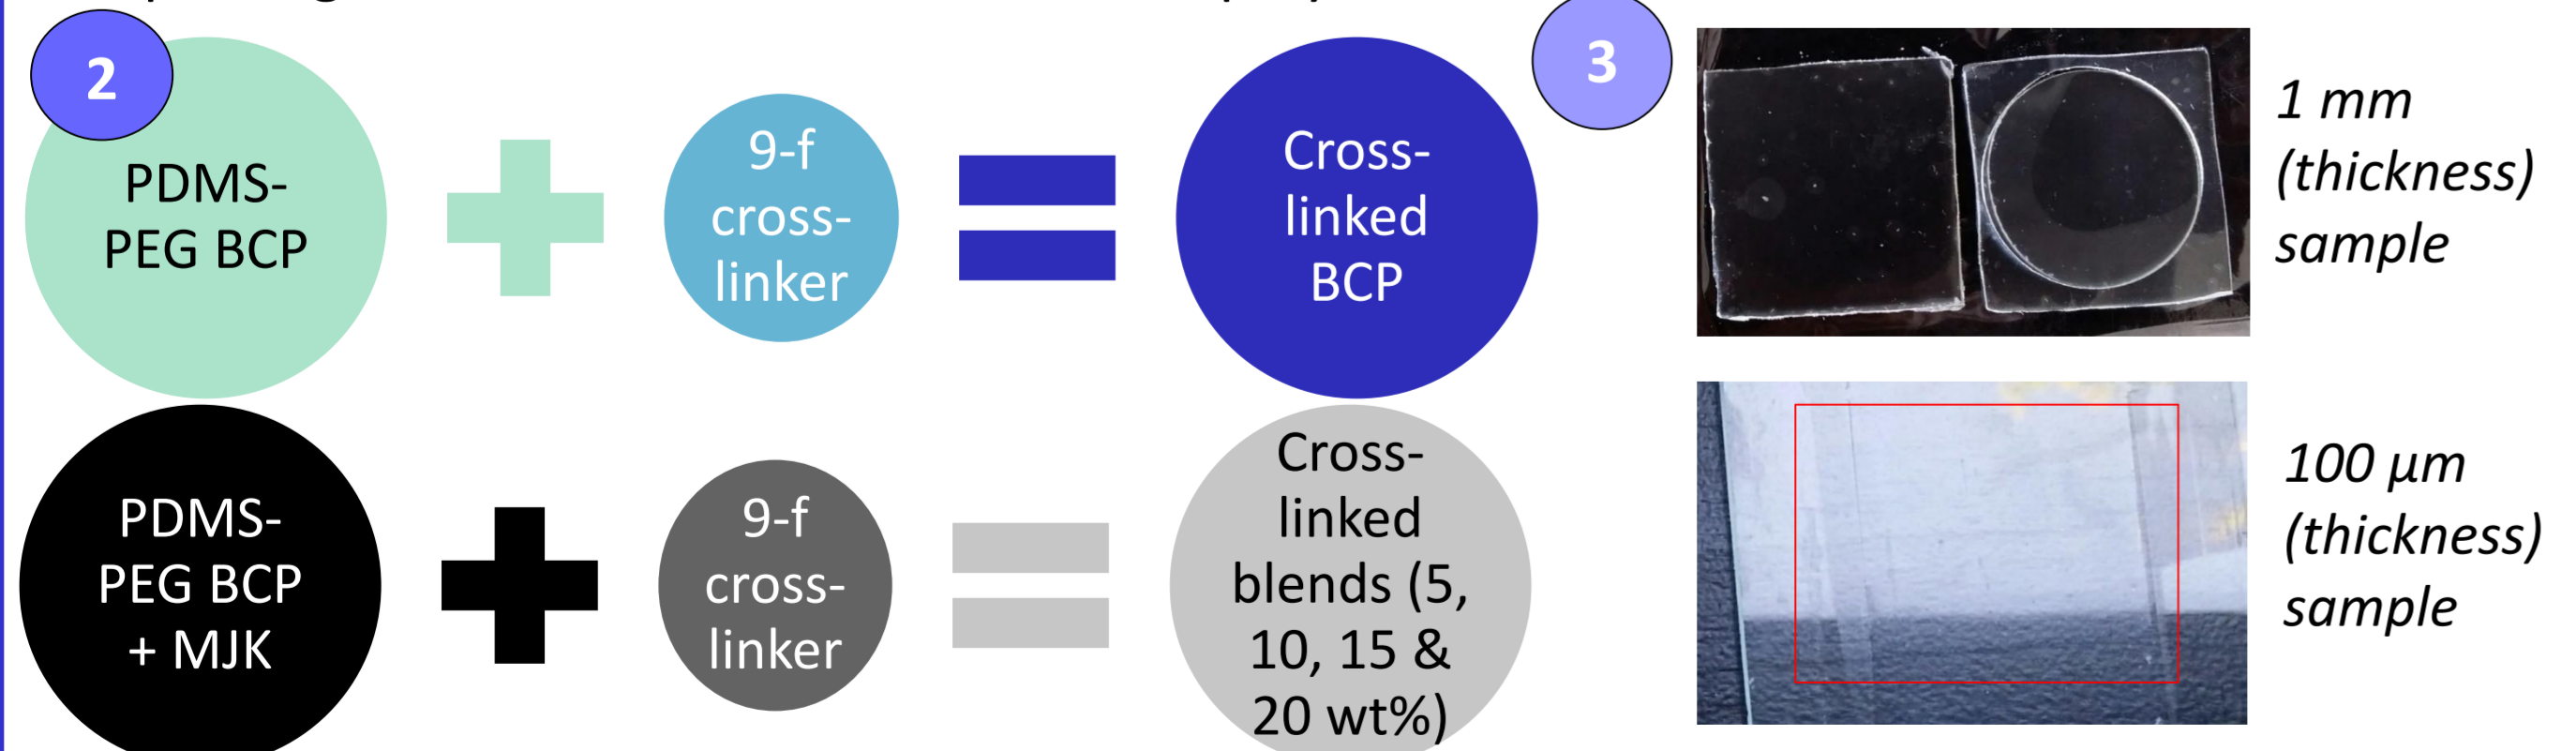 2
PDMS-
PEG BCP
9-f
cross-
linker
Cross-
linked
BCP
PDMS-
PEG BCP
+ MJK
9-f
cross-
linker
Cross-
linked
blends (5,
10, 15 &
20 wt%)
3
1 mm
(thickness)
sample
100 µm
(thickness)
sample